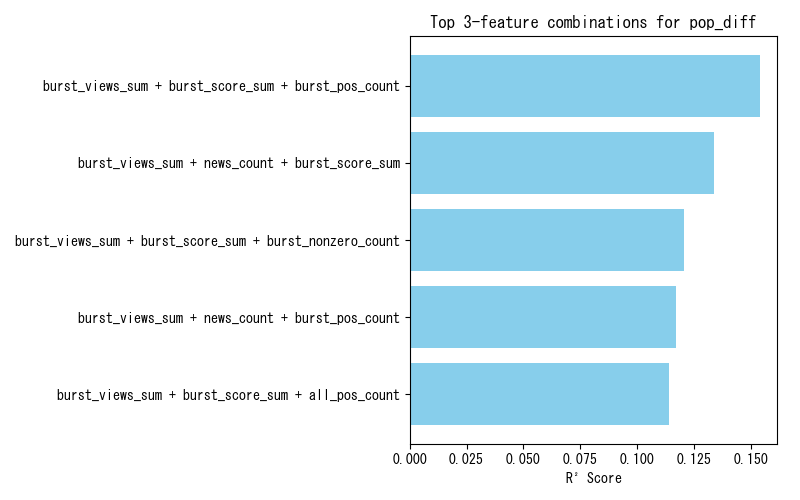 Top 3-feature combinations for pop_diff
burst_views_sum + burst_score_sum + burst_pos_count
burst_views_sum + news_count + burst_score_sum
burst_views_sum + burst_score_sum + burst_nonzero_count
burst_views_sum + news_count + burst_pos_count
burst_views_sum + burst_score_sum + all_pos_count
0.000 0.025 0.050 0.075 0.100 0.125 0.150
R² Score